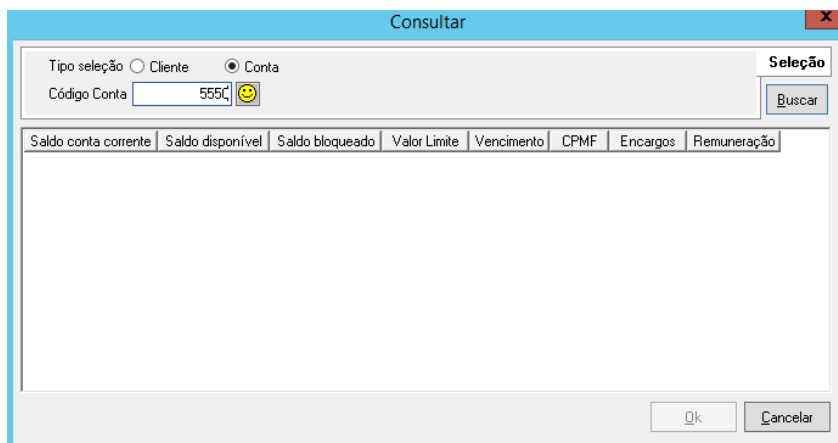 Consultar
x
Tipo seleção Cliente Conta
Seleção
Código Conta
Buscar
Saldo conta corrente Saldo disponível Saldo bloqueado Valor Limite Vencimento CPMF Encargos Remuneração
Ok Cancelar